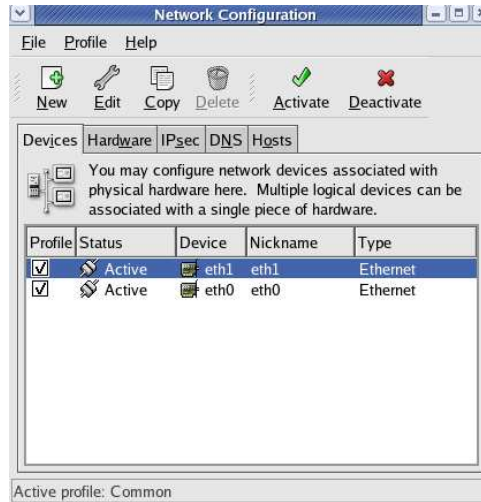 Network Configuration
File Profile Help
New Edit Copy Delete Activate Deactivate
Devices Hardware IPsec DNS Hosts
You may configure network devices associated with
physical hardware here. Multiple logical devices can be
associated with a single piece of hardware.
Profile Status Device Nickname Type
Active eth1 eth1 Ethernet
Active eth0 eth0 Ethernet
Active profile: Common